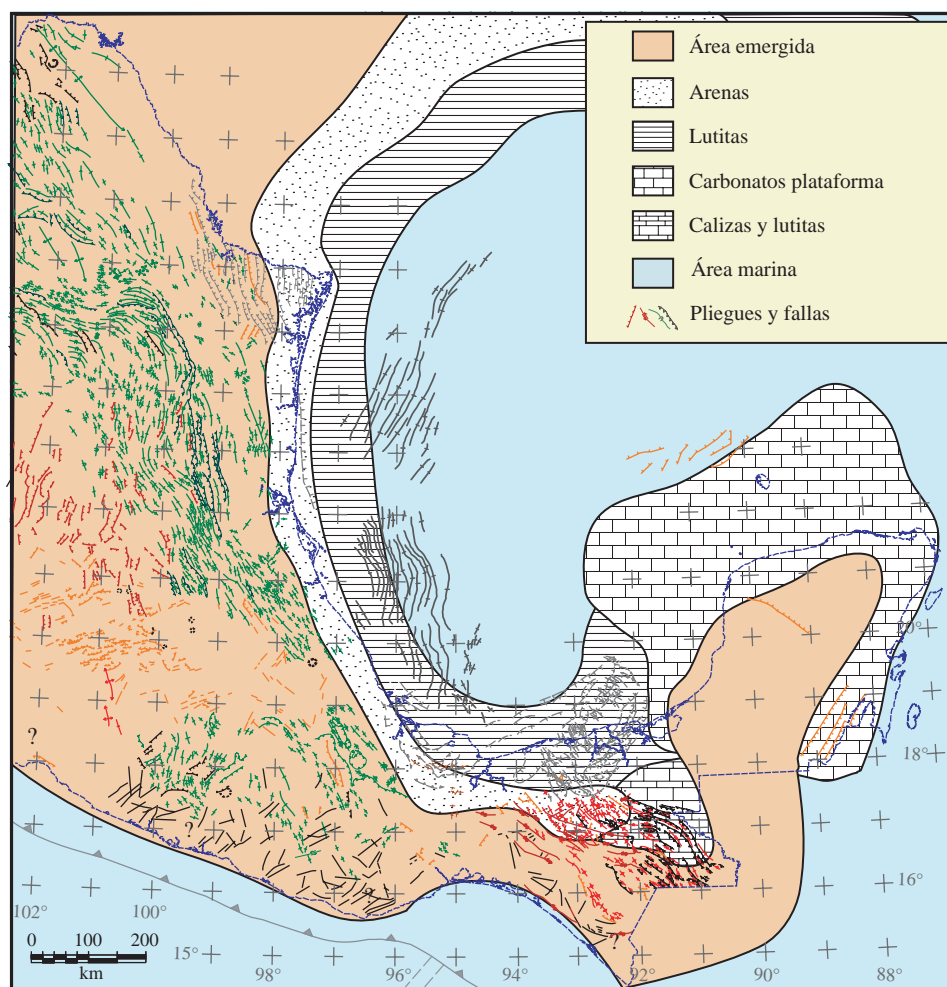 Área emergida
Arenas
Lutitas
Carbonatos plataforma
Calizas y lutitas
Área marina
Pliegues y fallas
20°
?
18°
?
?
16°
?
102°
100°
0 100 200
km
15°
98°
96°
94°
92°
90°
88°